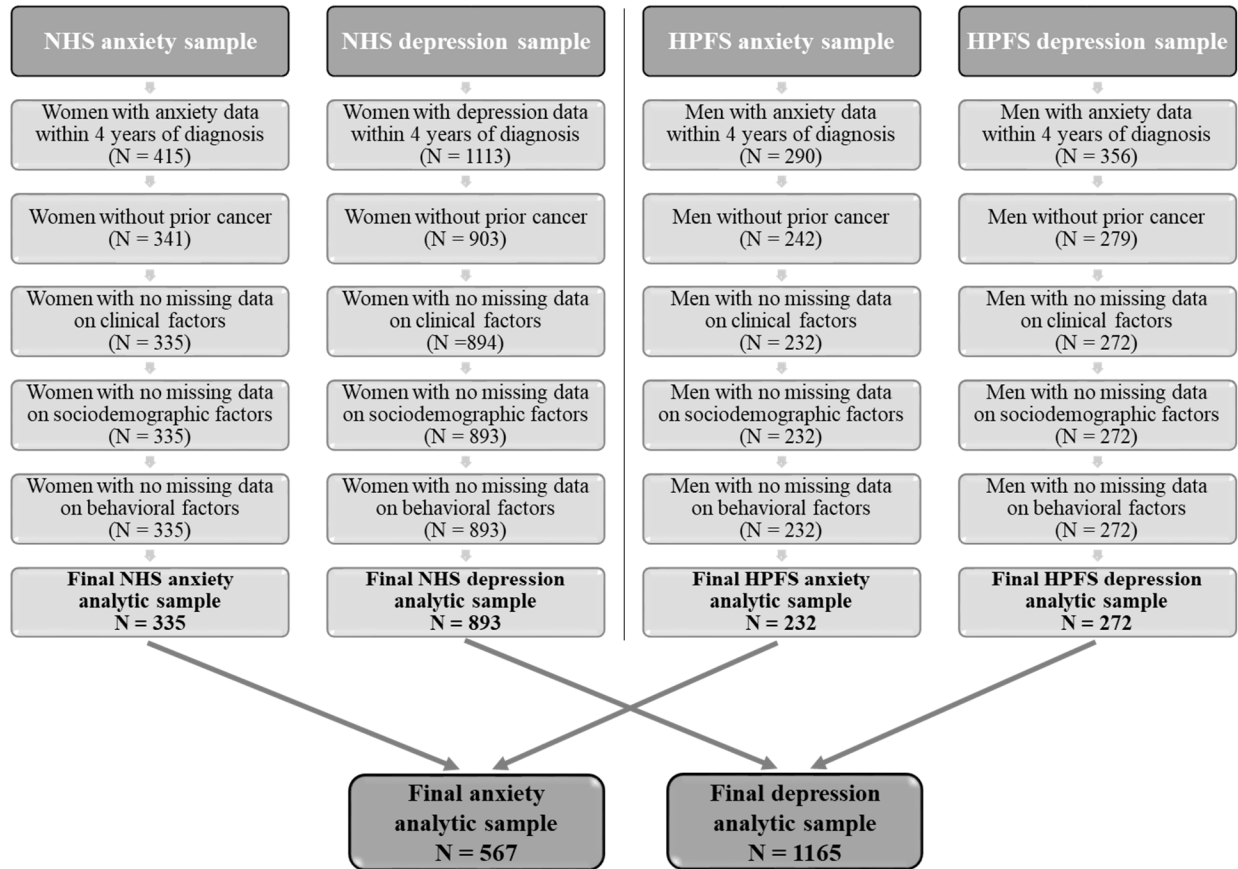 NHS anxiety sample
Women with anxiety data
within 4 years of diagnosis
(N = 415)
Women without prior cancer
(N = 341)
Women with no missing data
on clinical factors
(N = 335)
Women with no missing data
on sociodemographic factors
(N = 335)
Women with no missing data
on behavioral factors
(N = 335)
Final NHS anxiety
analytic sample
N = 335
NHS depression sample
Women with depression data
within 4 years of diagnosis
(N = 1113)
Women without prior cancer
(N = 903)
Women with no missing data
on clinical factors
(N =894)
Women with no missing data
on sociodemographic factors
(N = 893)
Women with no missing data
on behavioral factors
(N = 893)
Final NHS depression
analytic sample
N = 893
HPFS anxiety sample
Men with anxiety data
within 4 years of diagnosis
(N = 290)
Men without prior cancer
(N = 242)
Men with no missing data
on clinical factors
(N = 232)
Men with no missing data
on sociodemographic factors
(N = 232)
Men with no missing data
on behavioral factors
(N = 232)
Final HPFS anxiety
analytic sample
N = 232
HPFS depression sample
Men with anxiety data
within 4 years of diagnosis
(N = 356)
Men without prior cancer
(N = 279)
Men with no missing data
on clinical factors
(N = 272)
Men with no missing data
on sociodemographic factors
(N = 272)
Men with no missing data
on behavioral factors
(N = 272)
Final HPFS depression
analytic sample
N = 272
Final anxiety
analytic sample
N = 567
Final depression
analytic sample
N = 1165